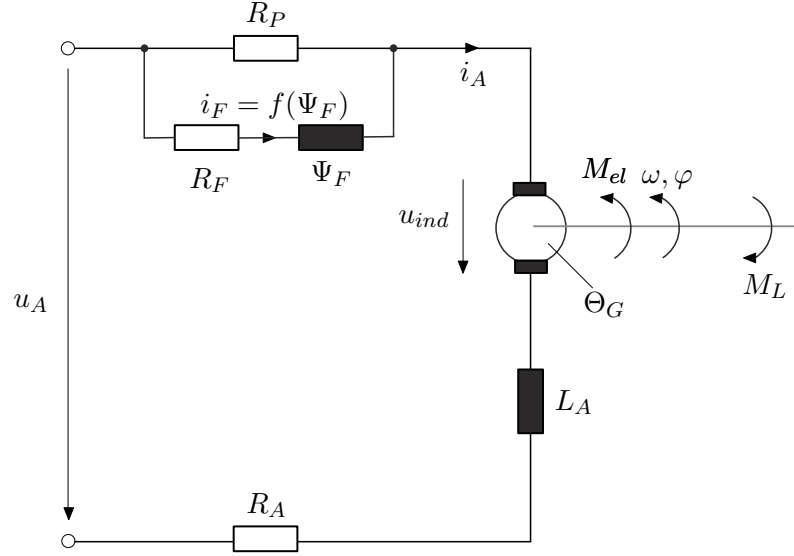 R_P
i_A
i_F = f(Ψ_F)
R_F
Ψ_F
M_el
ω, φ
u_ind
M_L
Θ_G
u_A
L_A
R_A